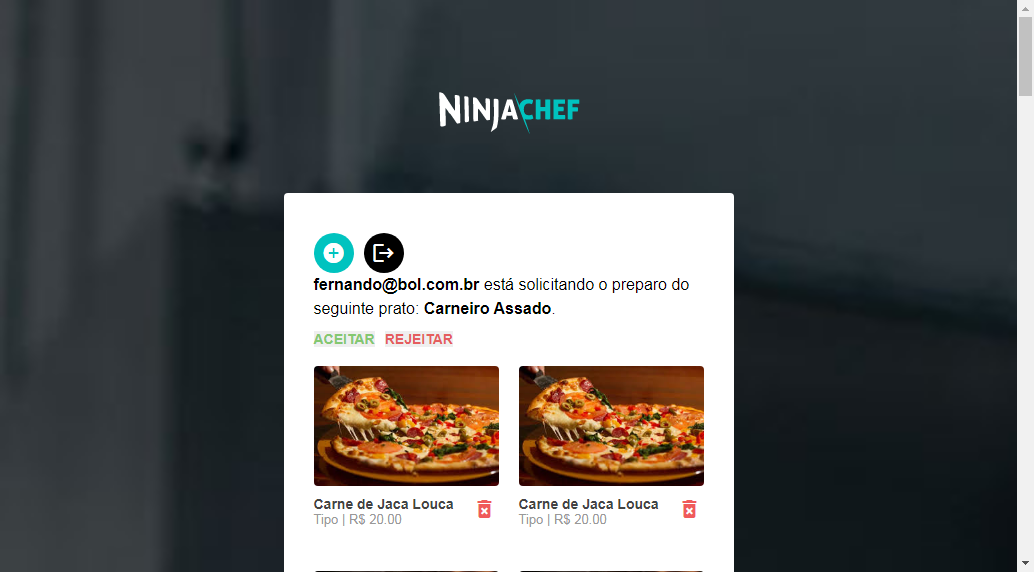 NINJACHEF
fernando@bol.com.br está solicitando o preparo do
seguinte prato: Carneiro Assado.
ACEITAR REJEITAR
Carne de Jaca Louca
Tipo | R$ 20.00
Carne de Jaca Louca
Tipo | R$ 20.00